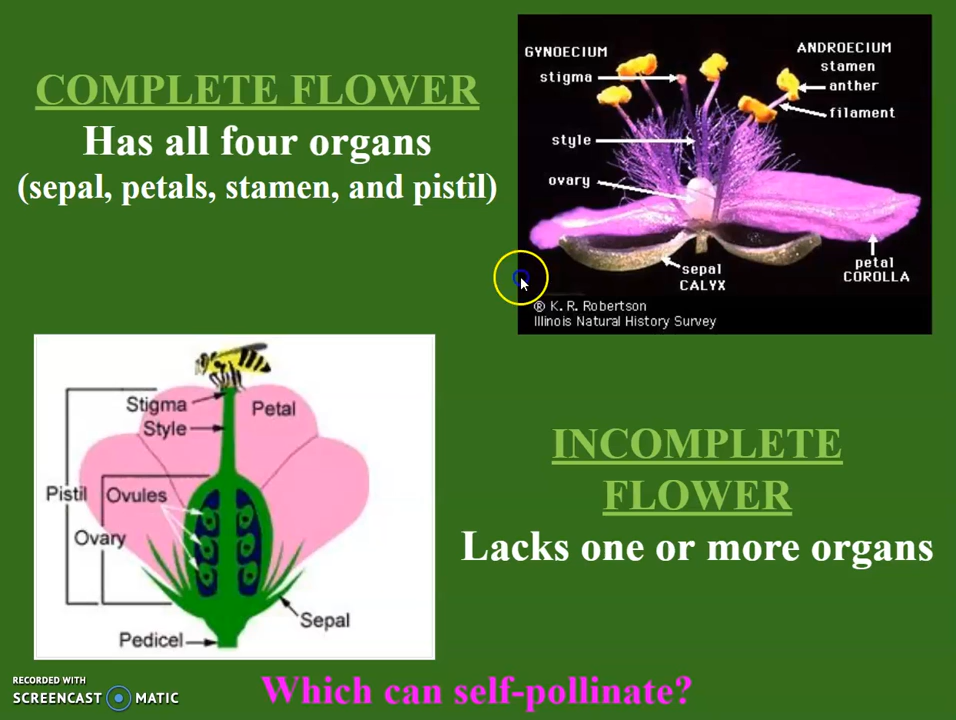 COMPLETE FLOWER
Has all four organs
(sepal, petals, stamen, and pistil)
GYNOECIUM
stigma
style
ovary
ANDROECIUM
stamen
anther
filament
sepal
CALYX
petal
COROLLA
® K. R. Robertson
Illinois Natural History Survey
Stigma
Style
Petal
Pistil
Ovules
Ovary
Sepal
Pedicel
INCOMPLETE
FLOWER
Lacks one or more organs
Which can self-pollinate?
RECORDED WITH
SCREENCAST MATIC